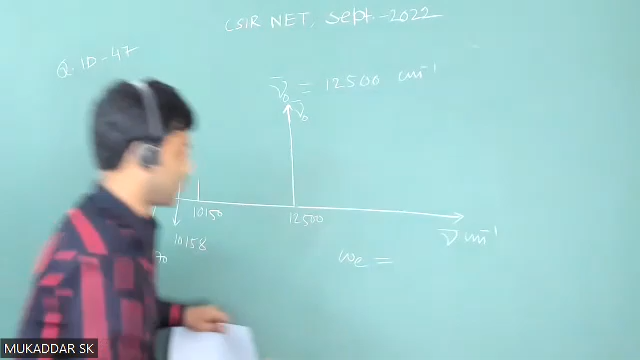 CSIR NET, Sept-2022
Q.ID-47
ν̄₀ = 12500 cm⁻¹
ν̄₀
10150
12500
10158
ν̄ cm⁻¹
70
ωe =
MUKADDAR SK